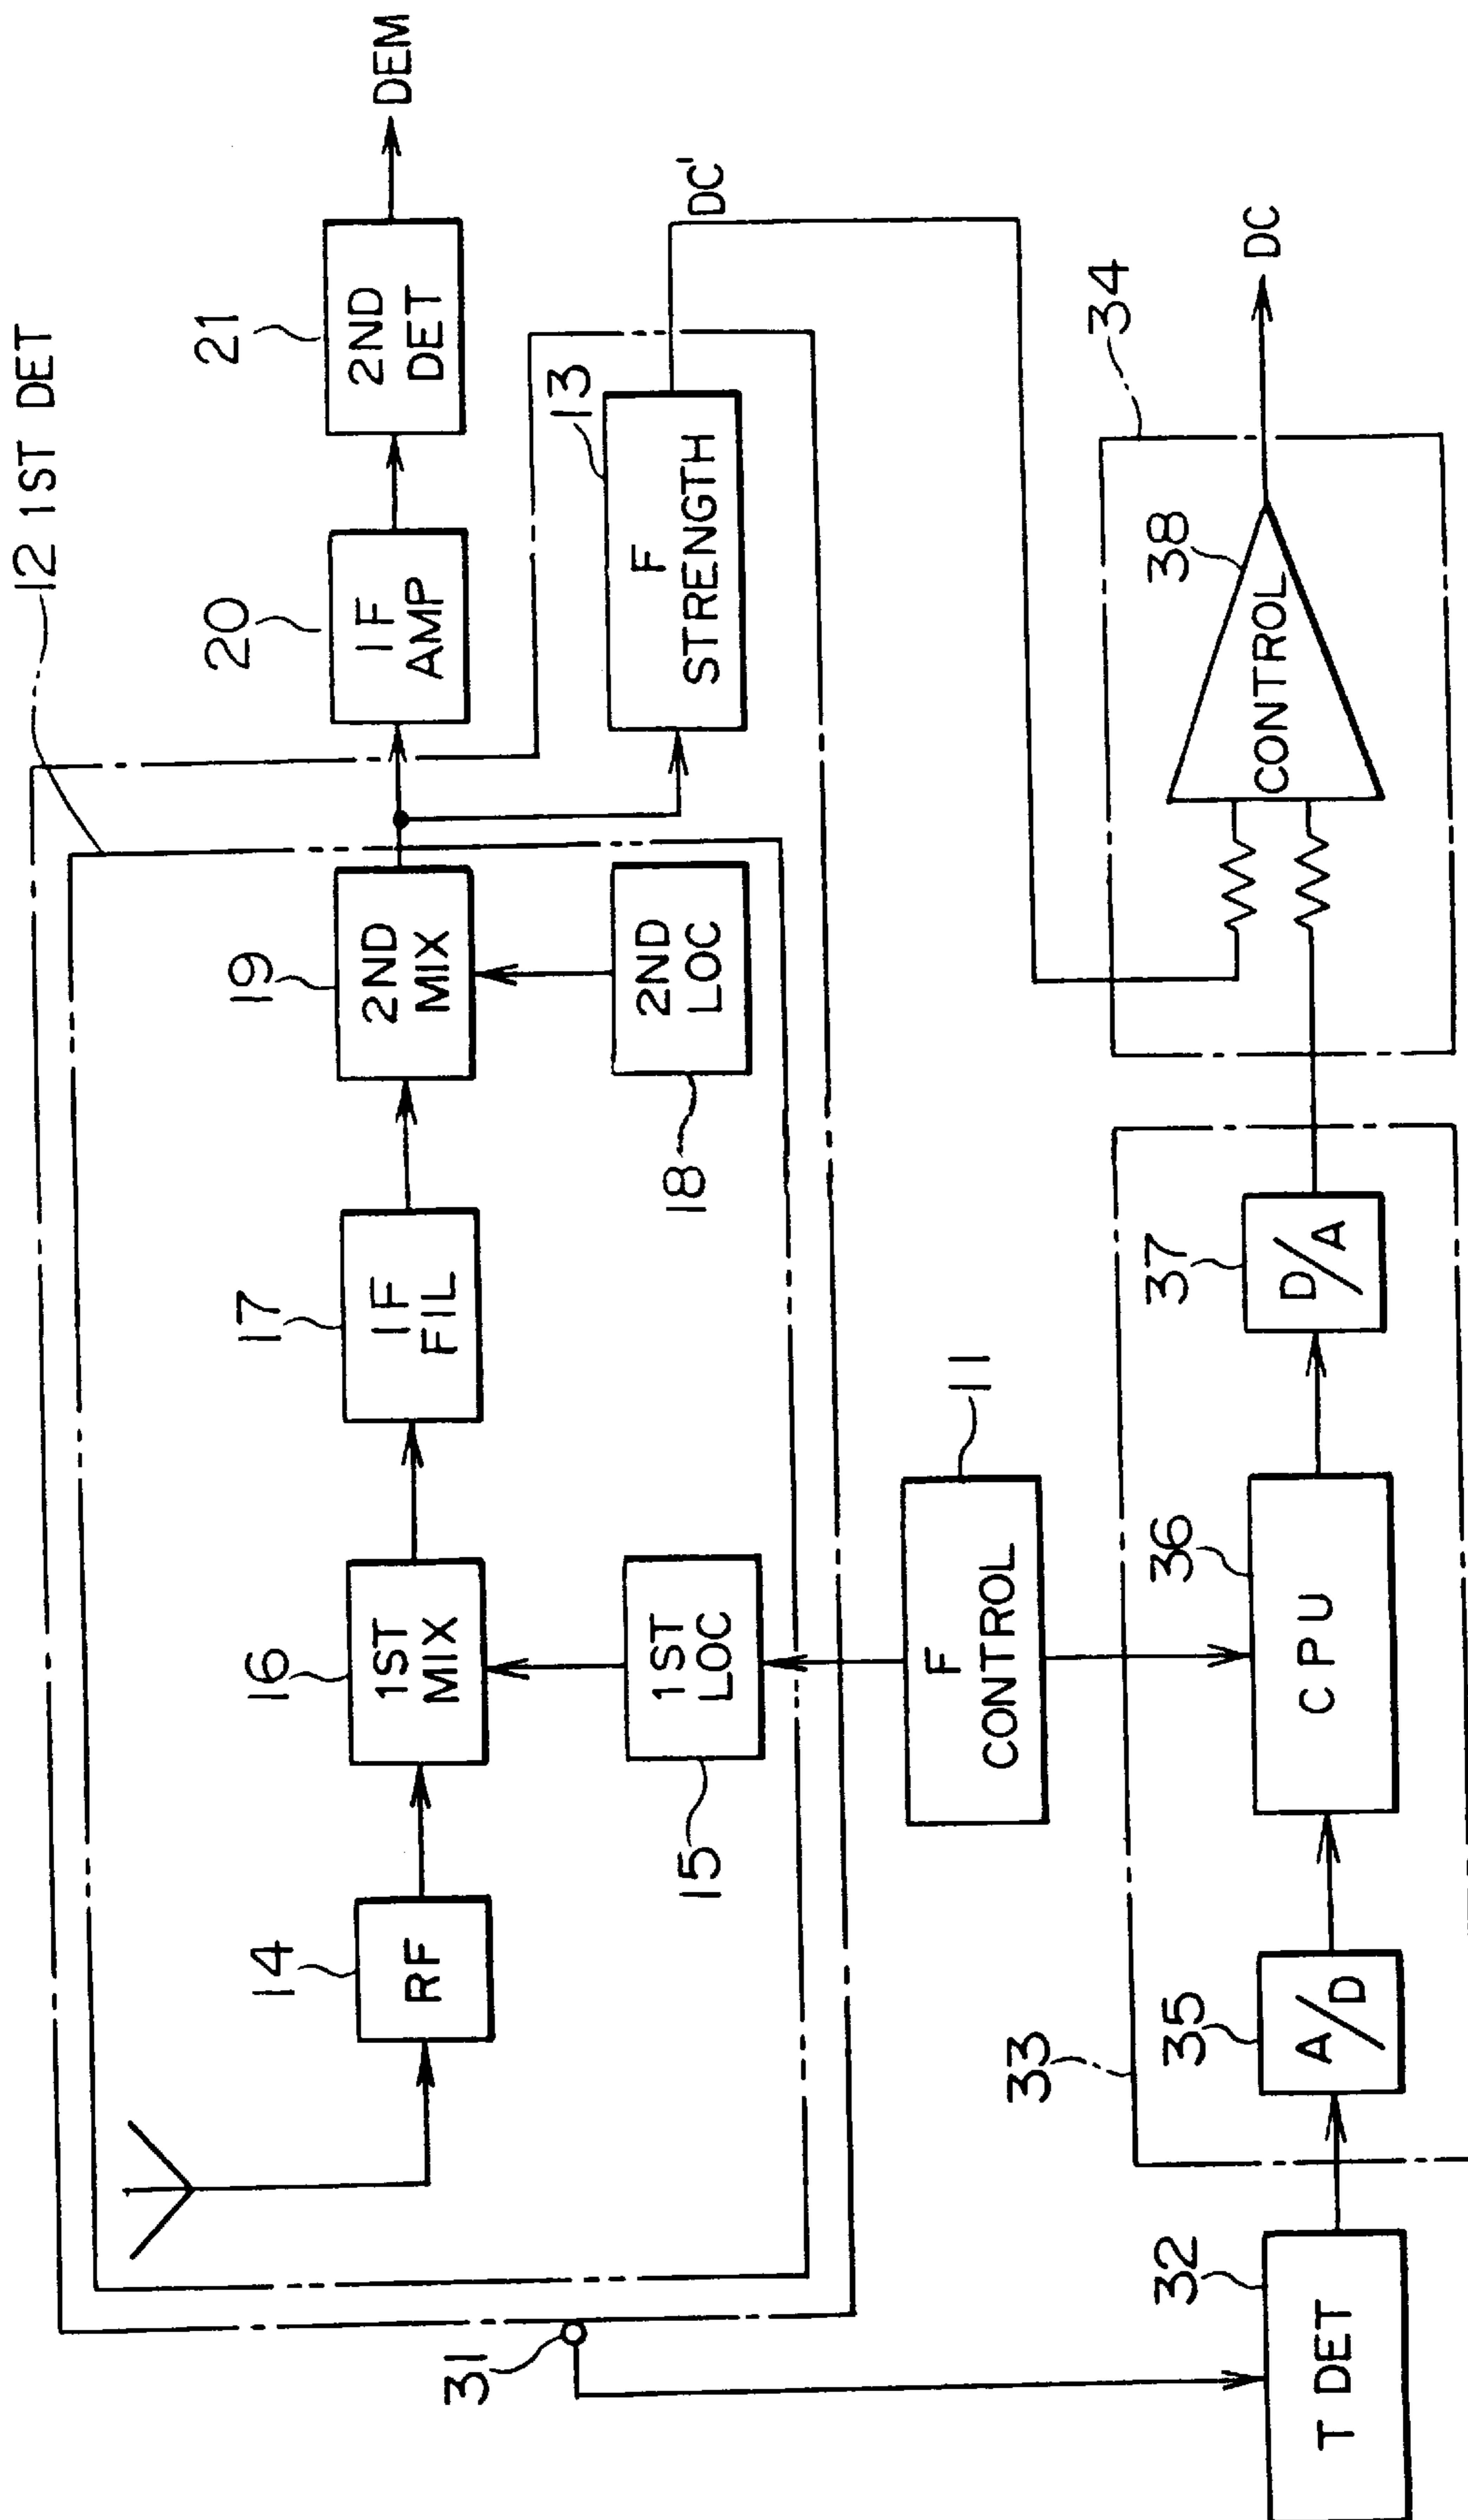 12 1ST DET
14
RF
16
1ST
MIX
17
IF
FIL
19
2ND
MIX
20
IF
AMP
21
2ND
DET
DEM
15
1ST
LOC
18
2ND
LOC
13
F
STRENGTH
DC'
31
11
F
CONTROL
33
34
32
T DET
35
A/D
36
CPU
37
D/A
38
CONTROL
DC